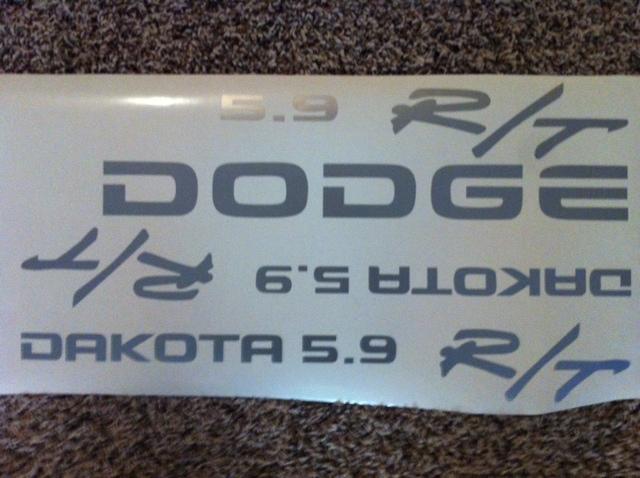 5.9 R/T
DODGE
DAKOTA 5.9 R/T
DAKOTA 5.9 R/T